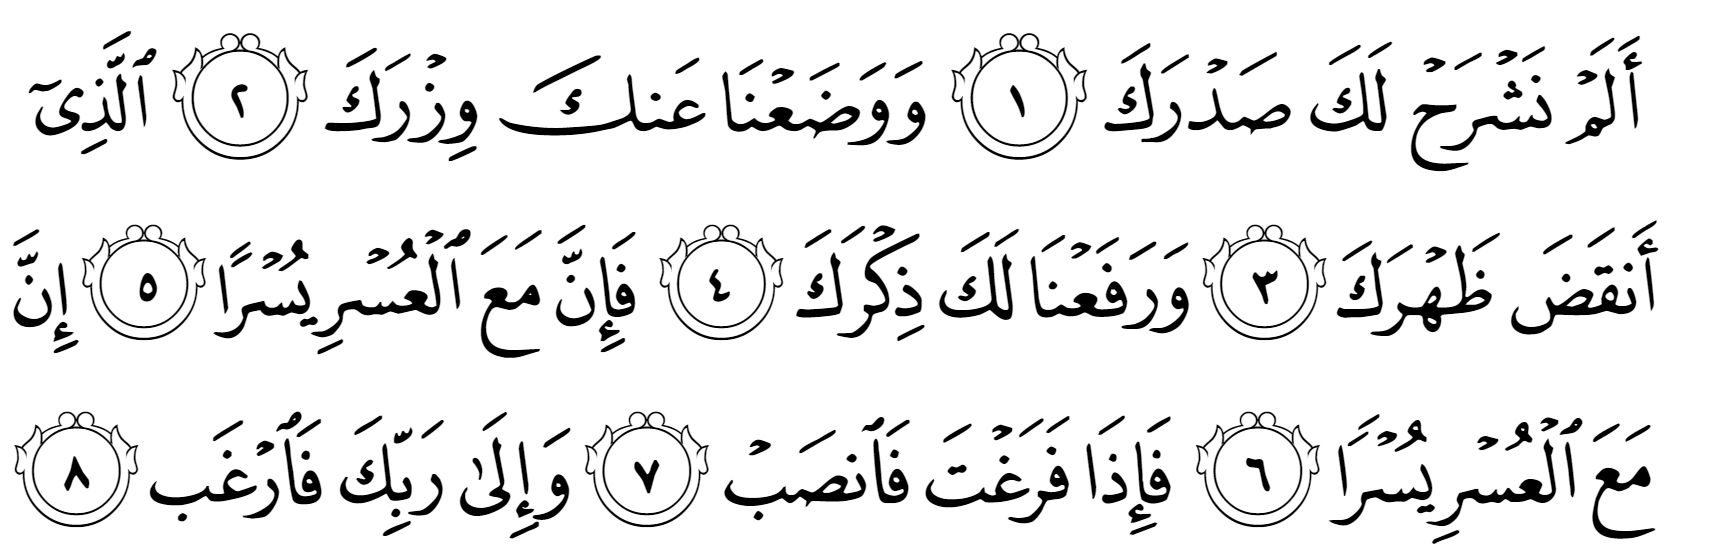 أَلَمۡ نَشۡرَحۡ لَكَ صَدۡرَكَ ١ وَوَضَعۡنَا عَنكَ وِزۡرَكَ ٢ ٱلَّذِيٓ
أَنقَضَ ظَهۡرَكَ ٣ وَرَفَعۡنَا لَكَ ذِكۡرَكَ ٤ فَإِنَّ مَعَ ٱلۡعُسۡرِ يُسۡرًا ٥ إِنَّ
مَعَ ٱلۡعُسۡرِ يُسۡرٗا ٦ فَإِذَا فَرَغۡتَ فَٱنصَبۡ ٧ وَإِلَىٰ رَبِّكَ فَٱرۡغَب ٨